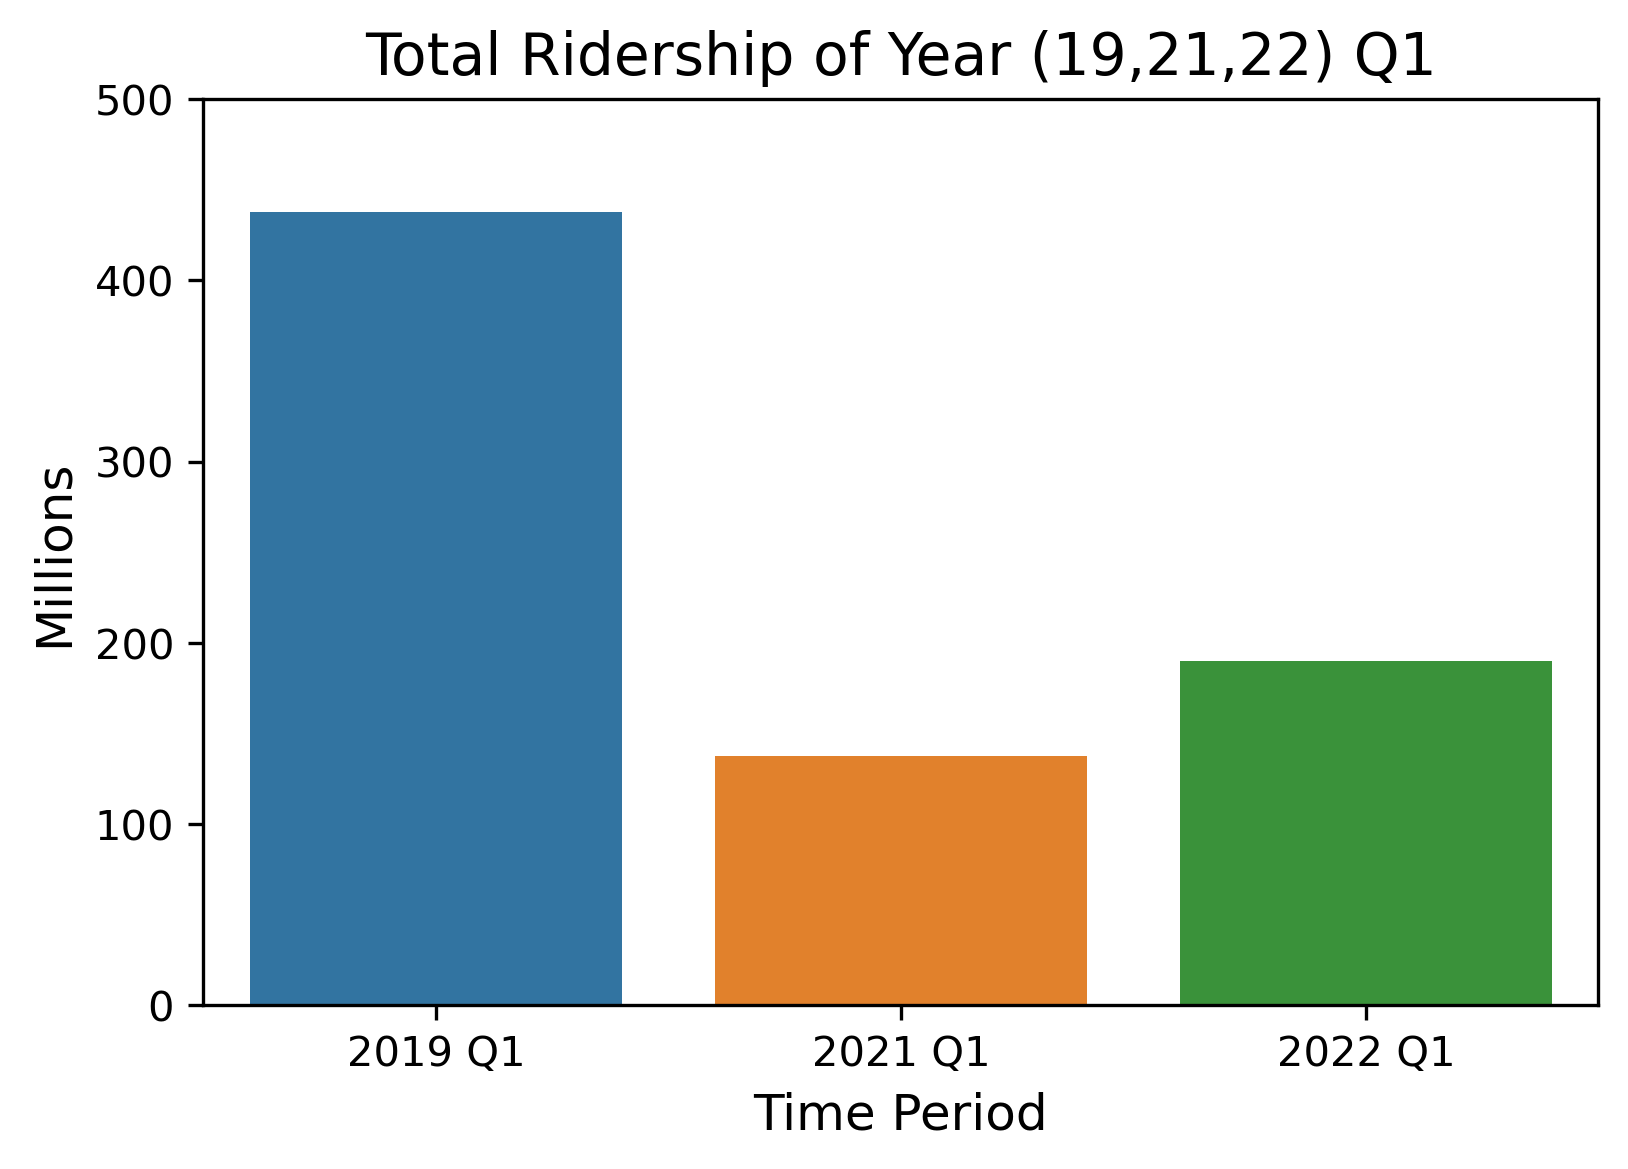 Total Ridership of Year (19,21,22) Q1
500
400
300
200
100
0
Millions
2019 Q1 2021 Q1 2022 Q1
Time Period